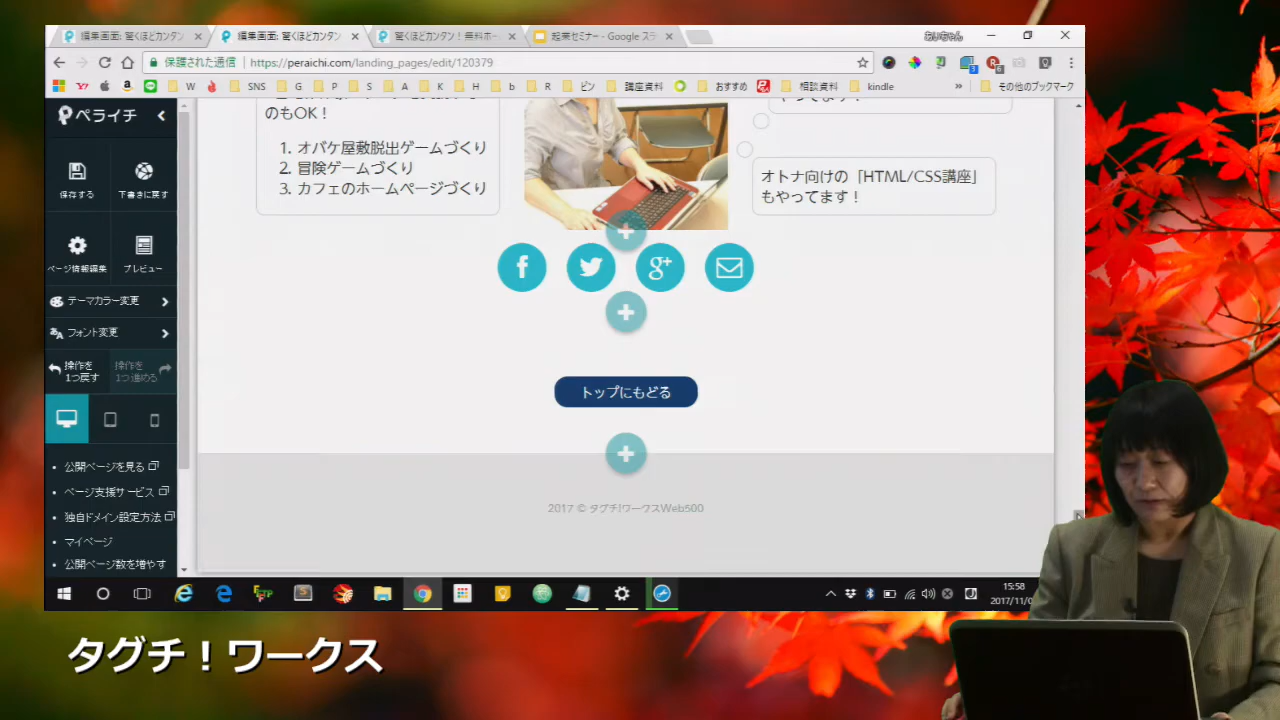 編集画面: 驚くほどカンタン
編集画面: 驚くほどカンタン
驚くほどカンタン！無料ホー
起業セミナー - Google スラ
あいちゃん
保護された通信
https://peraichi.com/landing_pages/edit/120379
W
SNS
G
P
S
A
K
H
b
R
ピン
講座資料
おすすめ
相談資料
kindle
»
その他のブックマーク
ペライチ
保存する
下書きに戻す
ページ情報編集
プレビュー
テーマカラー変更
フォント変更
操作を
1つ戻す
操作を
1つ進める
公開ページを見る
ページ支援サービス
独自ドメイン設定方法
マイページ
公開ページ数を増やす
のもOK！
1. オバケ屋敷脱出ゲームづくり
2. 冒険ゲームづくり
3. カフェのホームページづくり
オトナ向けの「HTML/CSS講座」
もやってます！
トップにもどる
2017 © タグチ!ワークスWeb500
15:58
2017/11/0
タグチ！ワークス